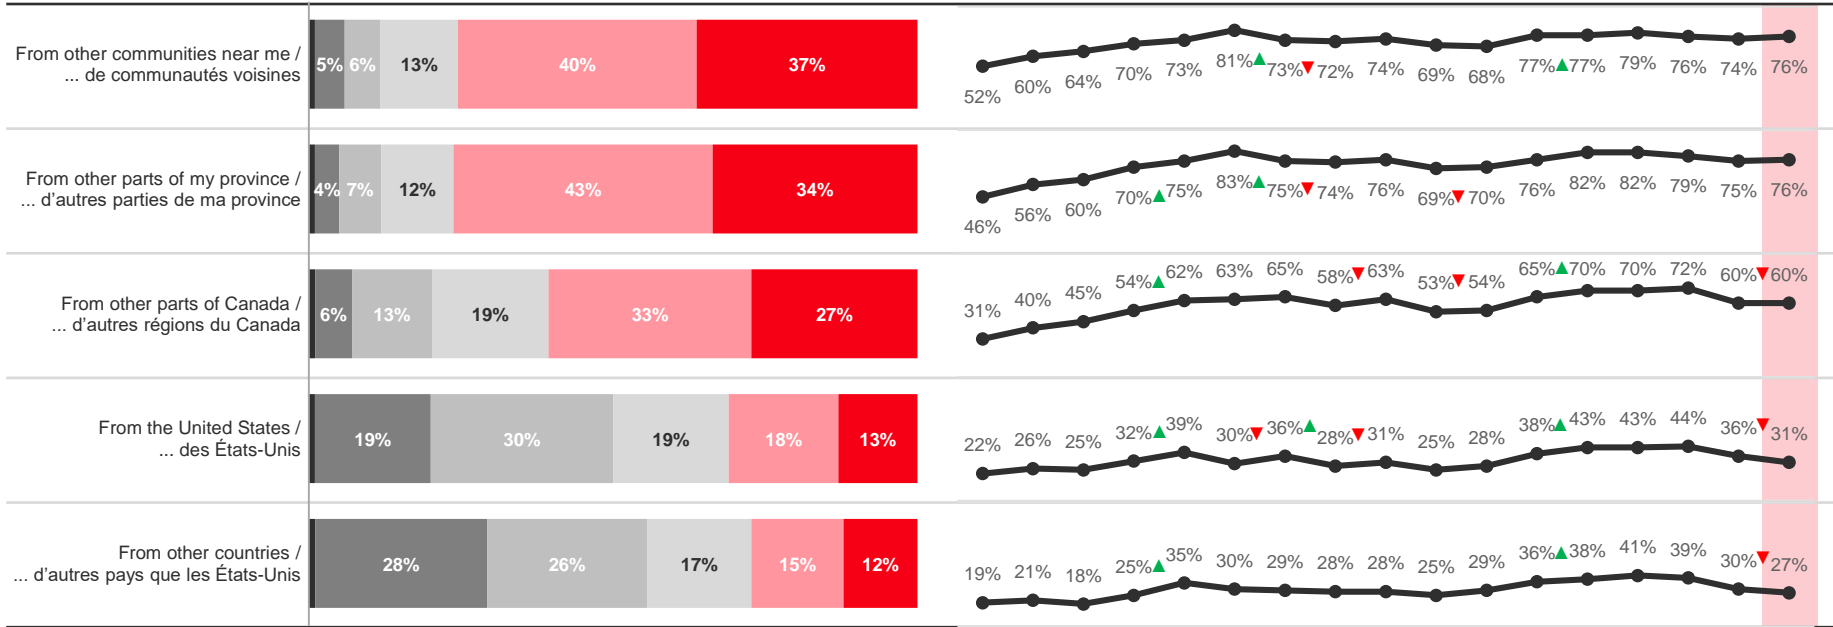 From other communities near me /
... de communautés voisines
5% 6% 13% 40% 37%
52% 60% 64% 70% 73% 81%▲73%▼72% 74% 69% 68% 77%▲77% 79% 76% 74% 76%
From other parts of my province /
... d'autres parties de ma province
4% 7% 12% 43% 34%
46% 56% 60% 70%▲75% 83%▲75%▼74% 76% 69%▼70% 76% 82% 82% 79% 75% 76%
From other parts of Canada /
... d'autres régions du Canada
6% 13% 19% 33% 27%
31% 40% 45% 54%▲62% 63% 65% 58%▼63% 53%▼54% 65%▲70% 70% 72% 60%▼60%
From the United States /
... des États-Unis
19% 30% 19% 18% 13%
22% 26% 25% 32%▲39% 30%▼36%▲28%▼31% 25% 28% 38%▲43% 43% 44% 36%▼31%
From other countries /
... d'autres pays que les États-Unis
28% 26% 17% 15% 12%
19% 21% 18% 25%▲35% 30% 29% 28% 28% 25% 29% 36%▲38% 41% 39% 30%▼27%